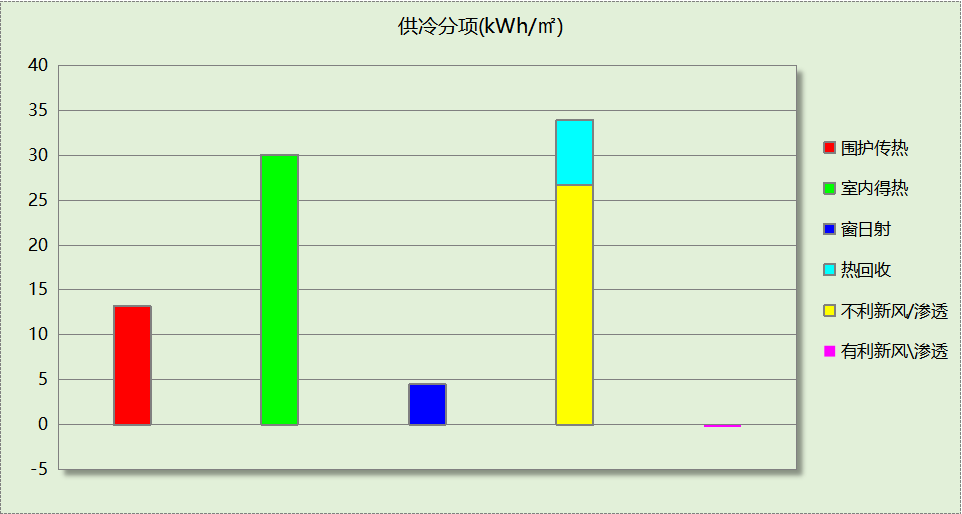 供冷分项(kWh/㎡)
40
35
30
25
20
15
10
5
0
-5
围护传热
室内得热
窗日射
热回收
不利新风/渗透
有利新风\渗透